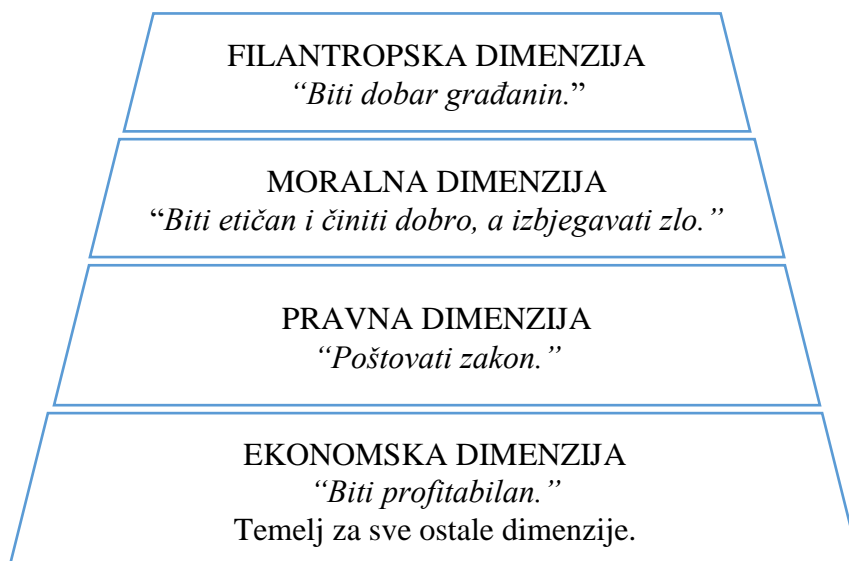 FILANTROPSKA DIMENZIJA
“Biti dobar građanin.”
MORALNA DIMENZIJA
“Biti etičan i činiti dobro, a izbjegavati zlo.”
PRAVNA DIMENZIJA
“Poštovati zakon.”
EKONOMSKA DIMENZIJA
“Biti profitabilan.”
Temelj za sve ostale dimenzije.